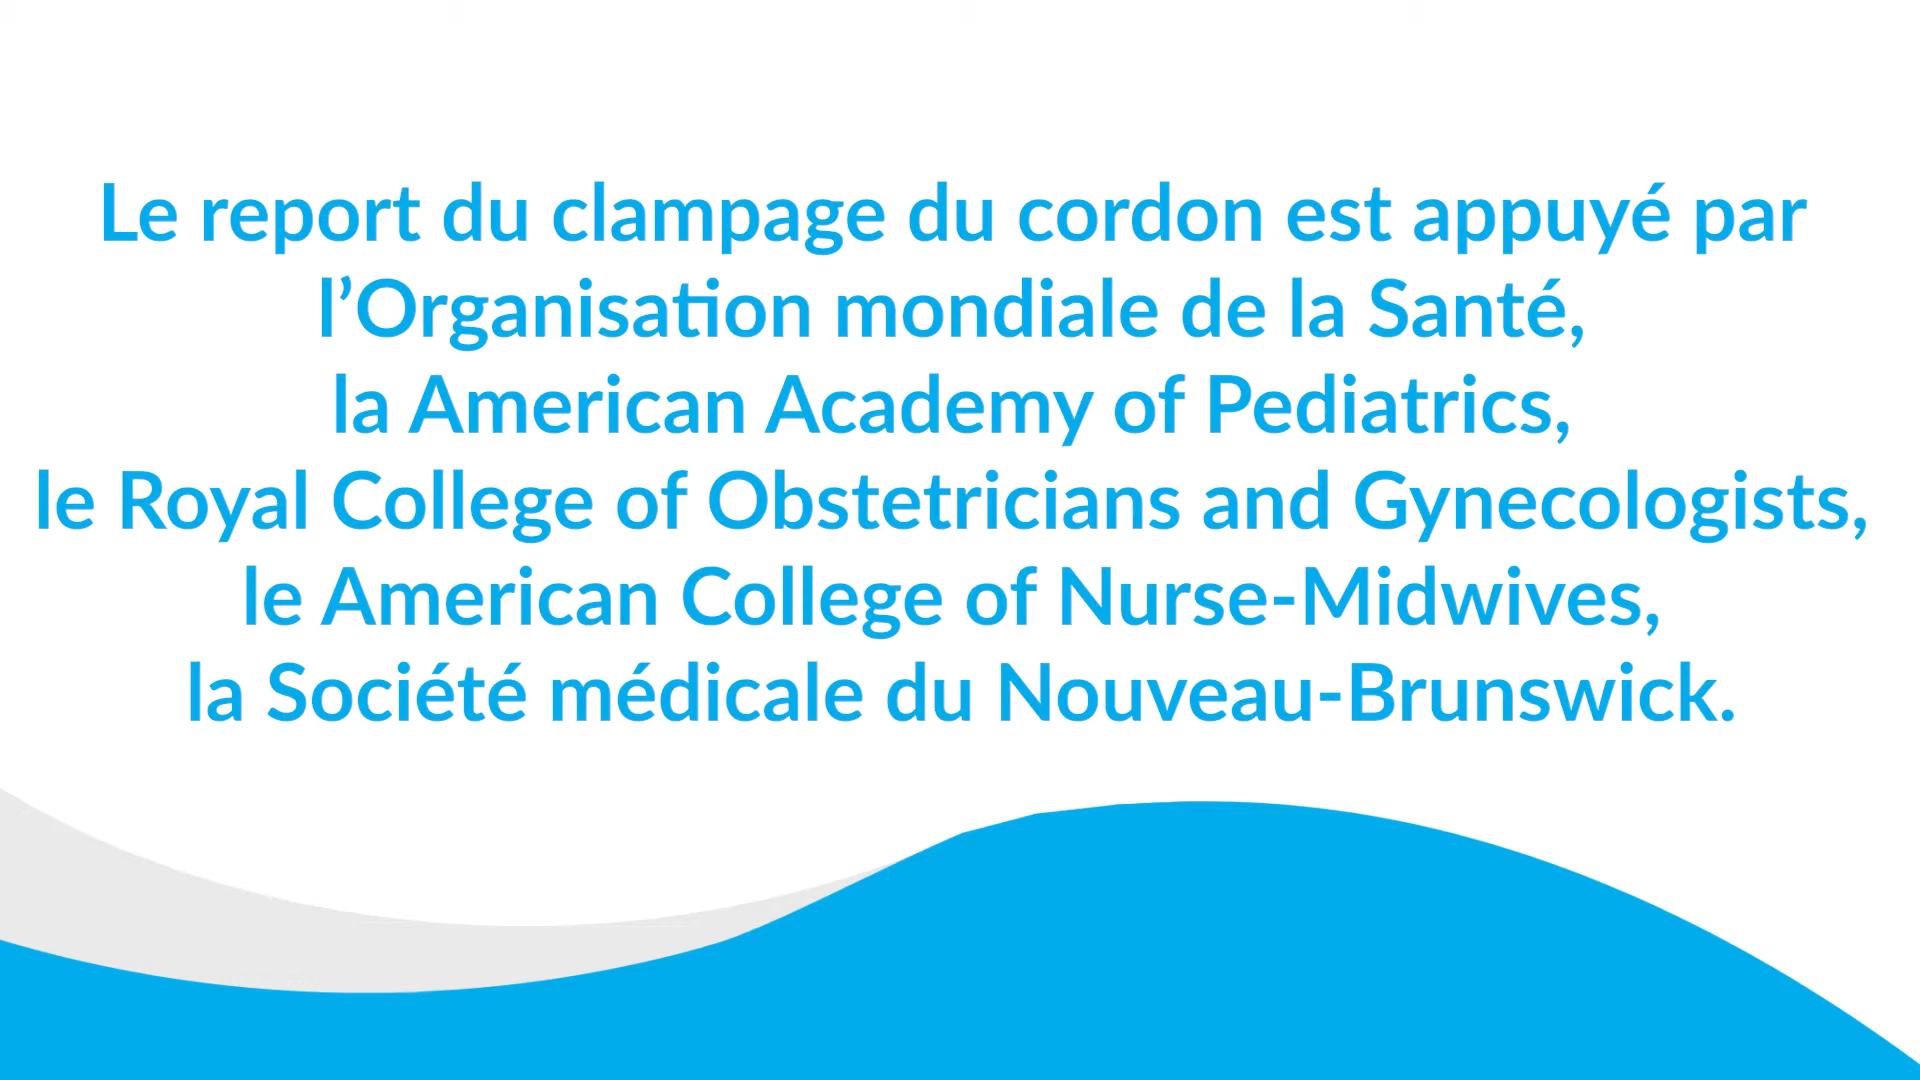 Le report du clampage du cordon est appuyé par
l’Organisation mondiale de la Santé,
la American Academy of Pediatrics,
le Royal College of Obstetricians and Gynecologists,
le American College of Nurse-Midwives,
la Société médicale du Nouveau-Brunswick.